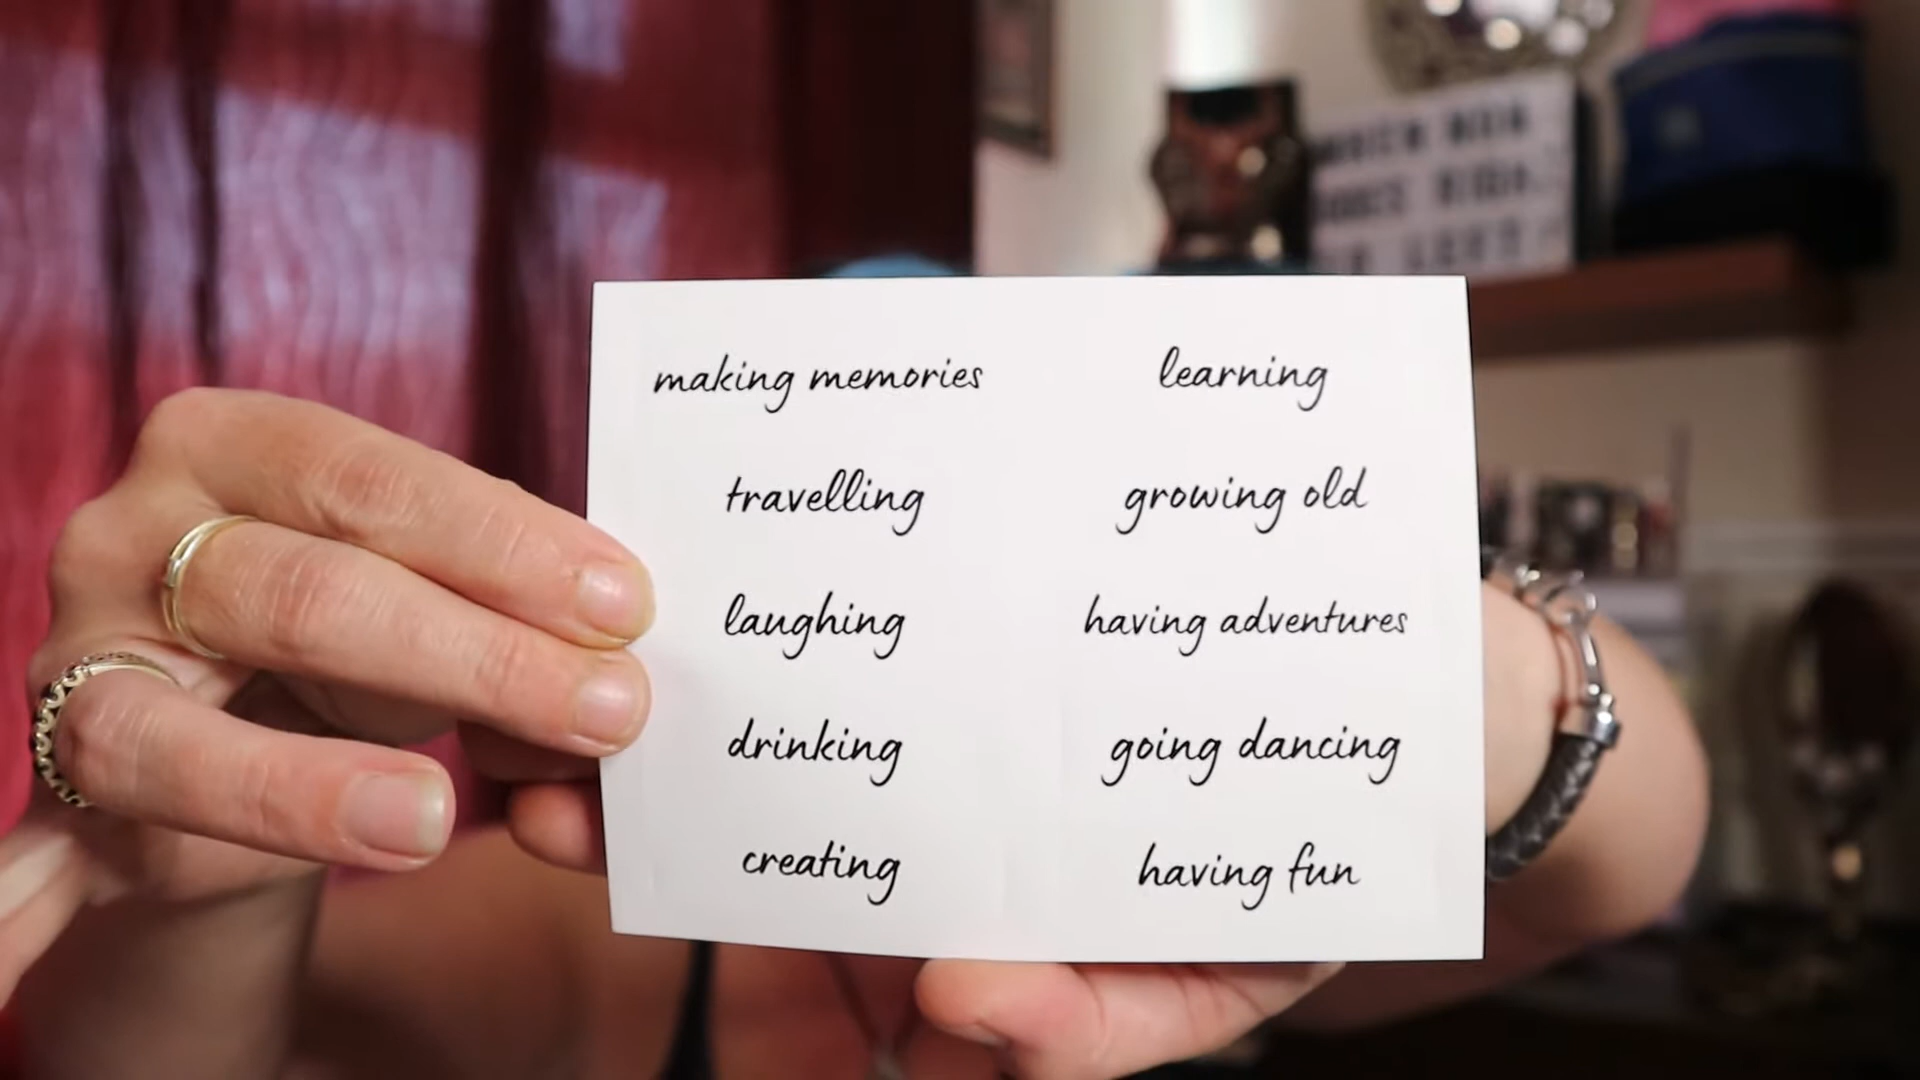 making memories
travelling
laughing
drinking
creating
learning
growing old
having adventures
going dancing
having fun